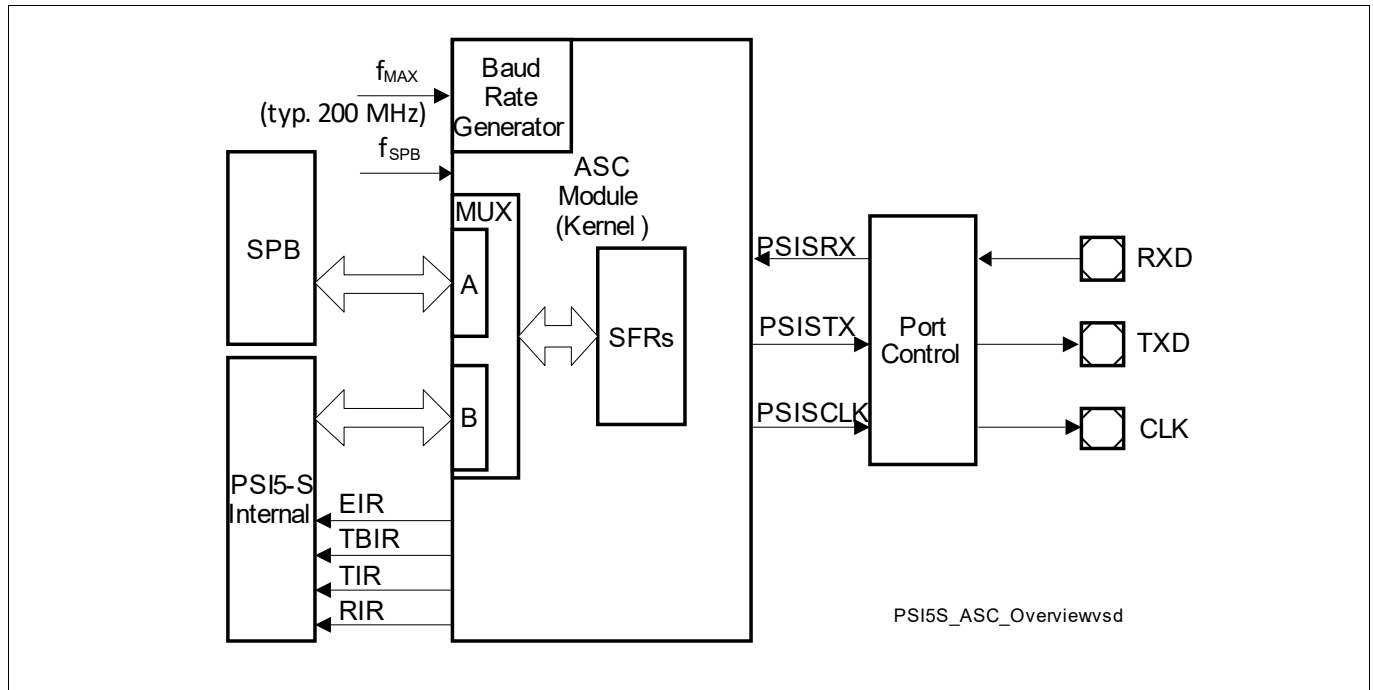 fMAX
(typ. 200 MHz)
fSPB
Baud
Rate
Generator
ASC
Module
(Kernel )
MUX
SPB
A
B
SFRs
PSI5-S
Internal
EIR
TBIR
TIR
RIR
PSISRX
PSISTX
PSISCLK
Port
Control
RXD
TXD
CLK
PSI5S_ASC_Overviewvsd